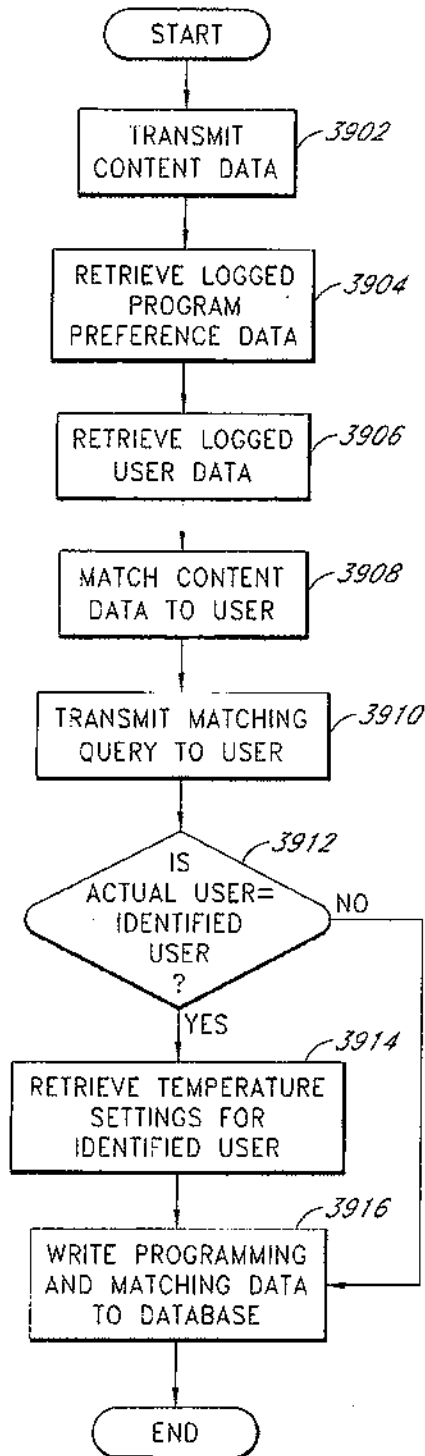 START
TRANSMIT
CONTENT DATA
3902
RETRIEVE LOGGED
PROGRAM
PREFERENCE DATA
3904
RETRIEVE LOGGED
USER DATA
3906
MATCH CONTENT
DATA TO USER
3908
TRANSMIT MATCHING
QUERY TO USER
3910
IS
ACTUAL USER=
IDENTIFIED
USER
?
3912
NO
YES
RETRIEVE TEMPERATURE
SETTINGS FOR
IDENTIFIED USER
3914
WRITE PROGRAMMING
AND MATCHING DATA
TO DATABASE
3916
END